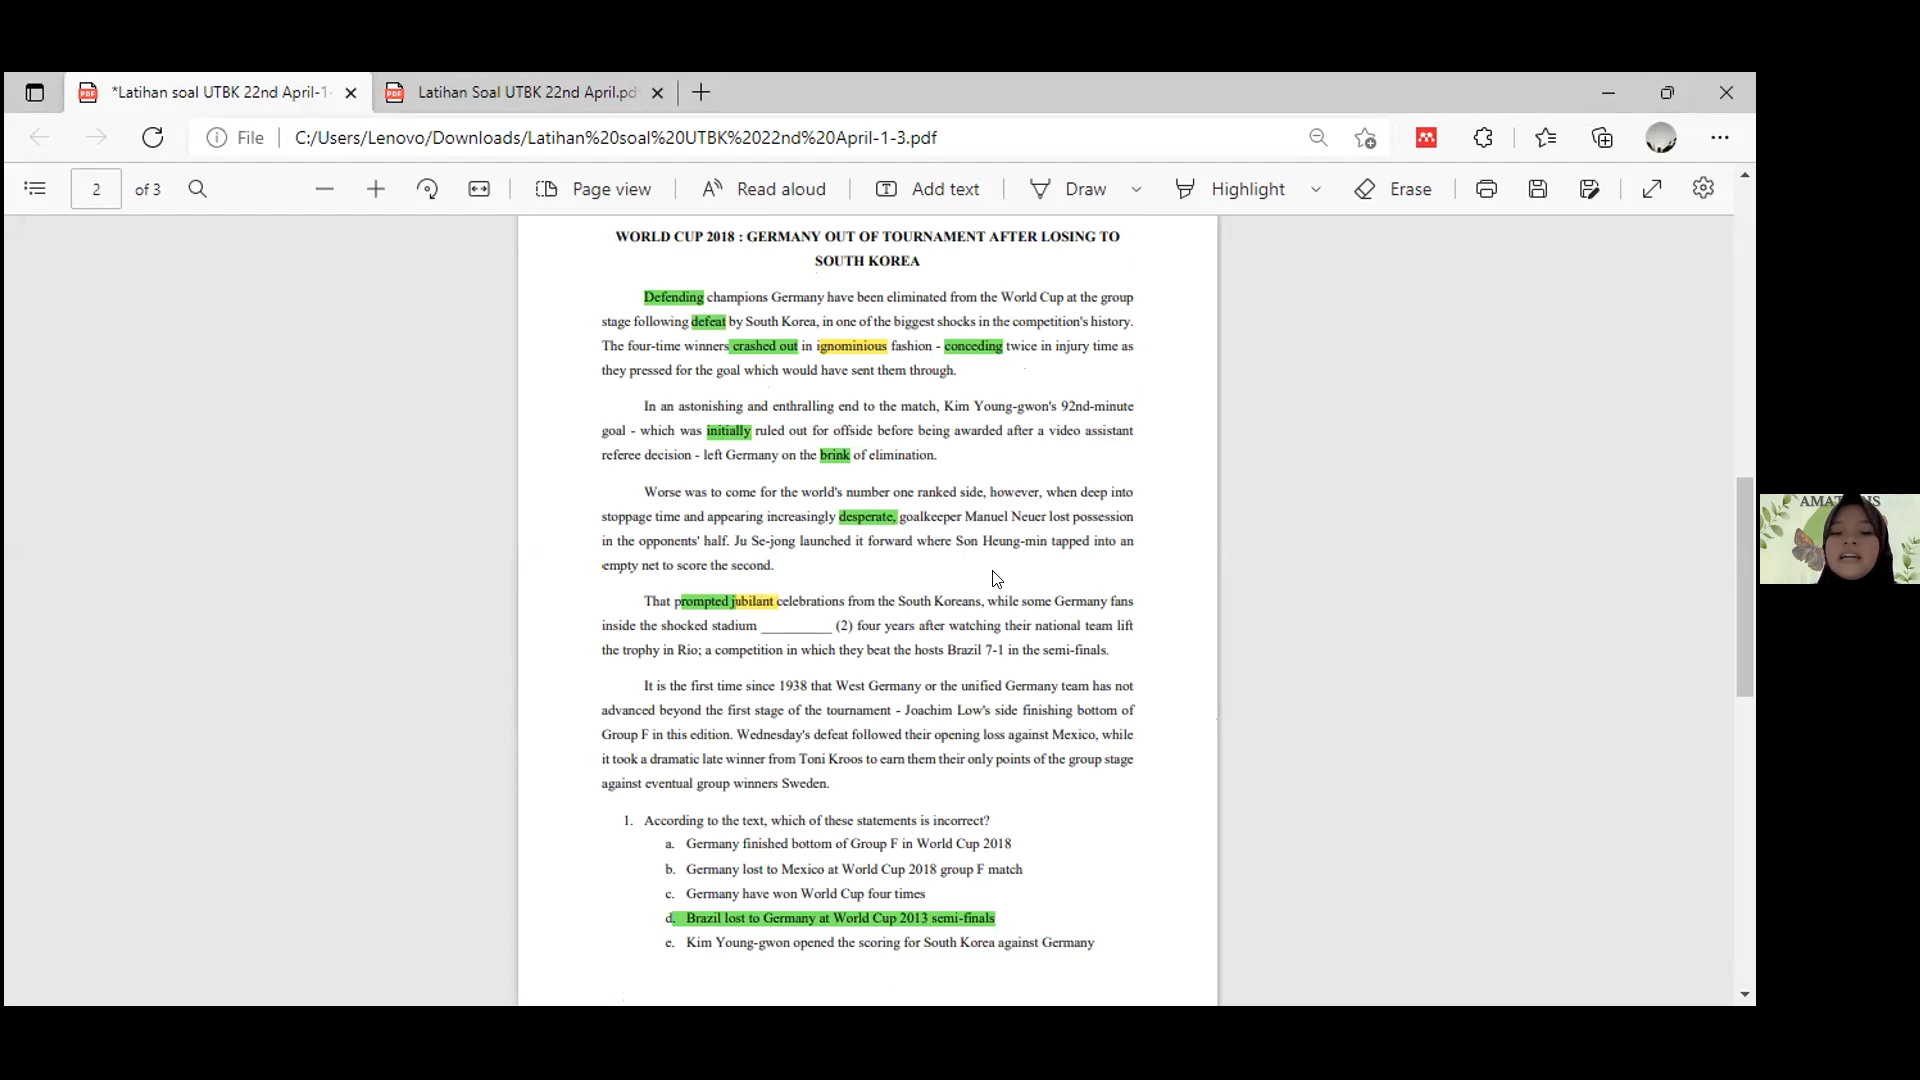 *Latihan soal UTBK 22nd April-1-
Latihan Soal UTBK 22nd April.pd
File
C:/Users/Lenovo/Downloads/Latihan%20soal%20UTBK%2022nd%20April-1-3.pdf
2 of 3
Page view
Read aloud
Add text
Draw
Highlight
Erase
WORLD CUP 2018 : GERMANY OUT OF TOURNAMENT AFTER LOSING TO
SOUTH KOREA
Defending champions Germany have been eliminated from the World Cup at the group
stage following defeat by South Korea, in one of the biggest shocks in the competition's history.
The four-time winners crashed out in ignominious fashion - conceding twice in injury time as
they pressed for the goal which would have sent them through.
In an astonishing and enthralling end to the match, Kim Young-gwon's 92nd-minute
goal - which was initially ruled out for offside before being awarded after a video assistant
referee decision - left Germany on the brink of elimination.
Worse was to come for the world's number one ranked side, however, when deep into
stoppage time and appearing increasingly desperate, goalkeeper Manuel Neuer lost possession
in the opponents' half. Ju Se-jong launched it forward where Son Heung-min tapped into an
empty net to score the second.
That prompted jubilant celebrations from the South Koreans, while some Germany fans
inside the shocked stadium __________ (2) four years after watching their national team lift
the trophy in Rio; a competition in which they beat the hosts Brazil 7-1 in the semi-finals.
It is the first time since 1938 that West Germany or the unified Germany team has not
advanced beyond the first stage of the tournament - Joachim Low's side finishing bottom of
Group F in this edition. Wednesday's defeat followed their opening loss against Mexico, while
it took a dramatic late winner from Toni Kroos to earn them their only points of the group stage
against eventual group winners Sweden.
1. According to the text, which of these statements is incorrect?
a. Germany finished bottom of Group F in World Cup 2018
b. Germany lost to Mexico at World Cup 2018 group F match
c. Germany have won World Cup four times
d. Brazil lost to Germany at World Cup 2013 semi-finals
e. Kim Young-gwon opened the scoring for South Korea against Germany